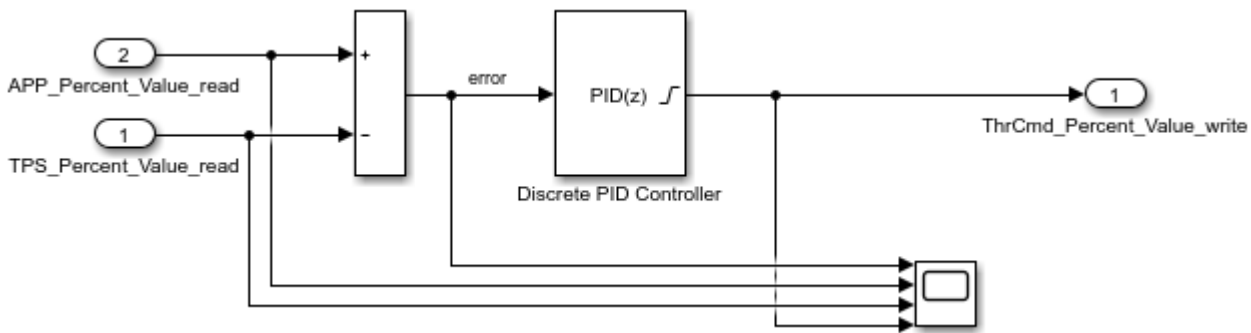 2
APP_Percent_Value_read
1
TPS_Percent_Value_read
+
−
error
PID(z)
Discrete PID Controller
1
ThrCmd_Percent_Value_write